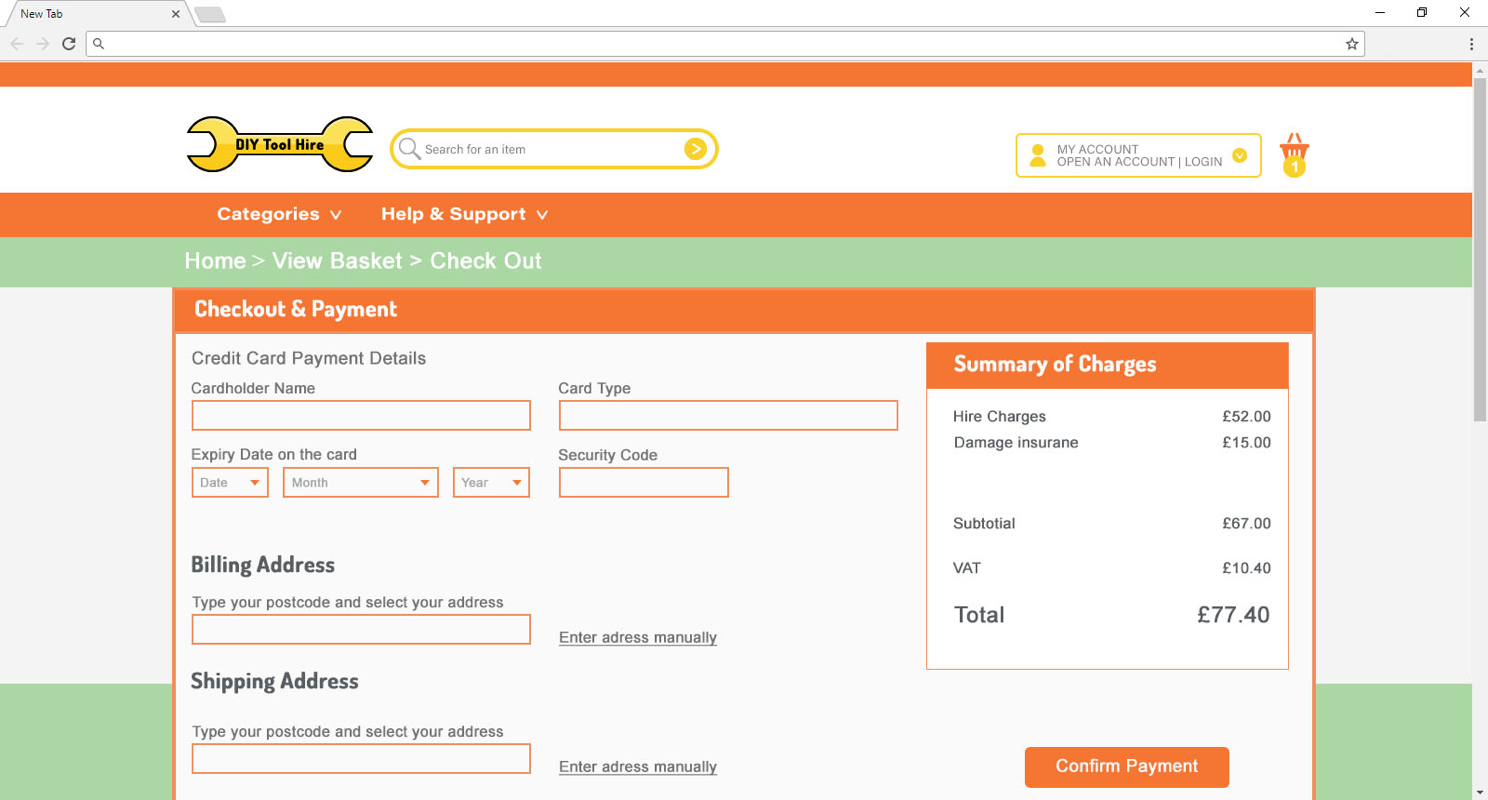 New Tab
DIY Tool Hire
Search for an item
MY ACCOUNT
OPEN AN ACCOUNT | LOGIN
1
Categories
Help & Support
Home > View Basket > Check Out
Checkout & Payment
Credit Card Payment Details
Cardholder Name
Card Type
Expiry Date on the card
Security Code
Date
Month
Year
Billing Address
Type your postcode and select your address
Enter adress manually
Shipping Address
Type your postcode and select your address
Enter adress manually
Summary of Charges
Hire Charges £52.00
Damage insurane £15.00
Subtotal £67.00
VAT £10.40
Total £77.40
Confirm Payment